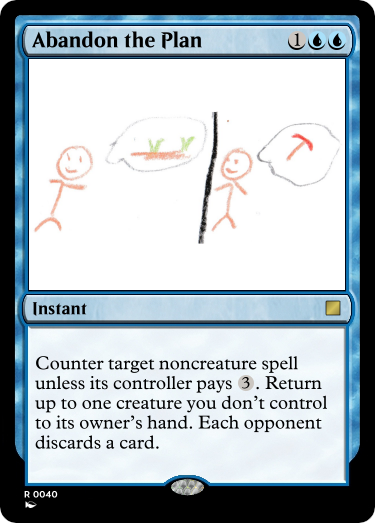 Abandon the Plan 1
Instant
Counter target noncreature spell
unless its controller pays 3. Return
up to one creature you don't control
to its owner's hand. Each opponent
discards a card.
R 0040